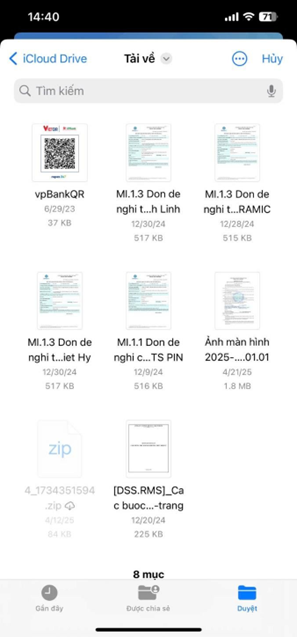 14:40
71
iCloud Drive
Tải về
Hủy
Tìm kiếm
vpBankQR
6/29/23
37 KB
MI.1.3 Don de
nghi t...h Linh
12/30/24
517 KB
MI.1.3 Don de
nghi t...RAMIC
12/28/24
515 KB
MI.1.3 Don de
nghi t...iet Hy
12/30/24
517 KB
MI.1.1 Don de
nghi c...TS PIN
12/9/24
516 KB
Ảnh màn hình
2025-....01.01
4/21/25
1.8 MB
zip
4_1734351594
.zip
4/12/25
84 KB
[DSS.RMS]_Ca
c buoc...-trang
12/20/24
225 KB
8 mục
Gần đây
Được chia sẻ
Duyệt